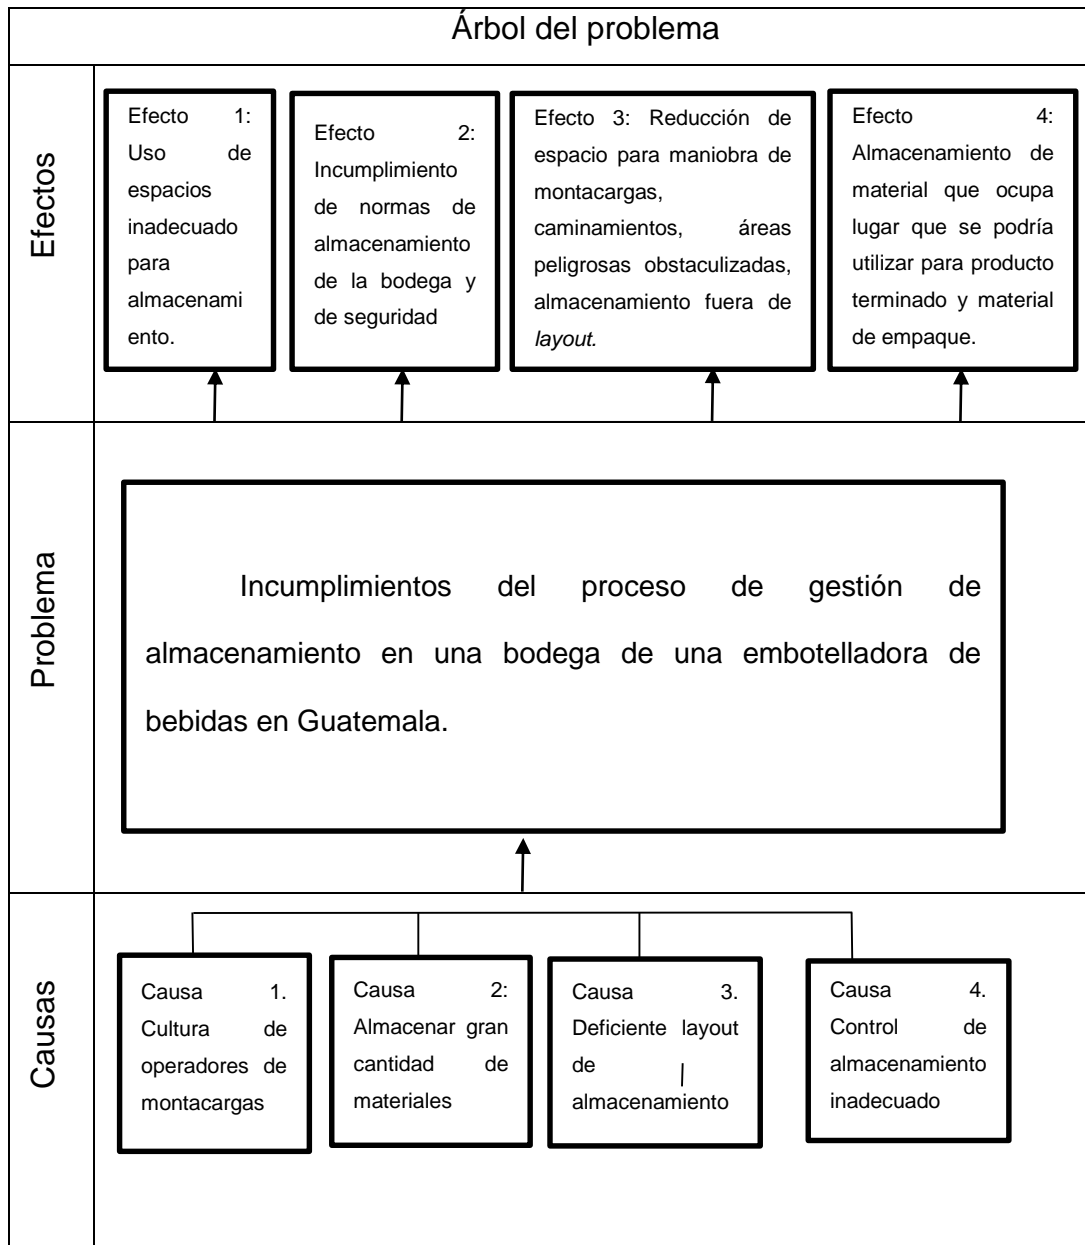 Árbol del problema
Efectos
Efecto 1:
Uso de
espacios
inadecuado
para
almacenami
ento.
Efecto 2:
Incumplimiento
de normas de
almacenamiento
de la bodega y
de seguridad
Efecto 3: Reducción de
espacio para maniobra de
montacargas,
caminamientos, áreas
peligrosas obstaculizadas,
almacenamiento fuera de
layout.
Efecto 4:
Almacenamiento de
material que ocupa
lugar que se podría
utilizar para producto
terminado y material
de empaque.
Problema
Incumplimientos del proceso de gestión de
almacenamiento en una bodega de una embotelladora de
bebidas en Guatemala.
Causas
Causa 1.
Cultura de
operadores de
montacargas
Causa 2:
Almacenar gran
cantidad de
materiales
Causa 3.
Deficiente layout
de
almacenamiento
Causa 4.
Control de
almacenamiento
inadecuado